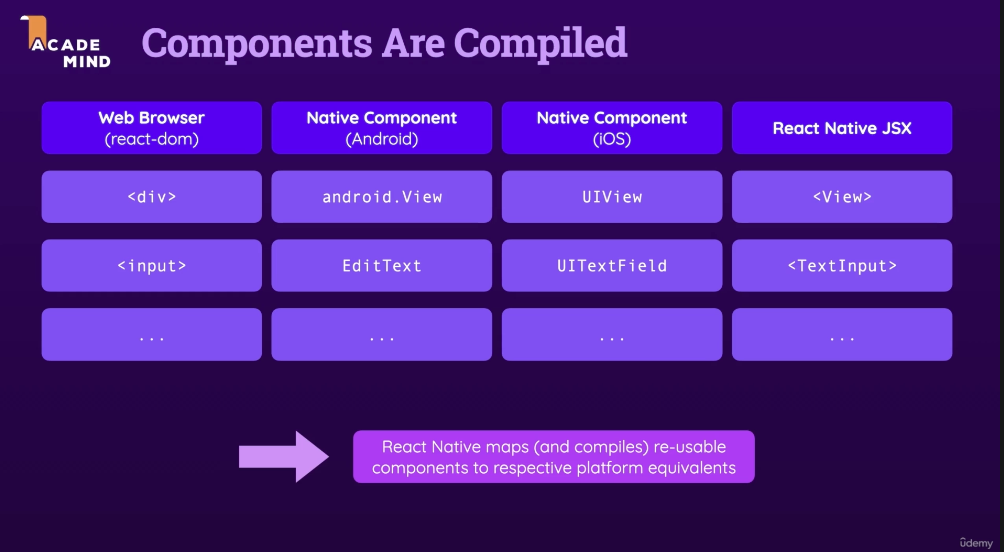 ACADE
MIND
Components Are Compiled
Web Browser
(react-dom)
Native Component
(Android)
Native Component
(iOS)
React Native JSX
<div>
android.View
UIView
<View>
<input>
EditText
UITextField
<TextInput>
...
...
...
...
React Native maps (and compiles) re-usable
components to respective platform equivalents
ûdemy